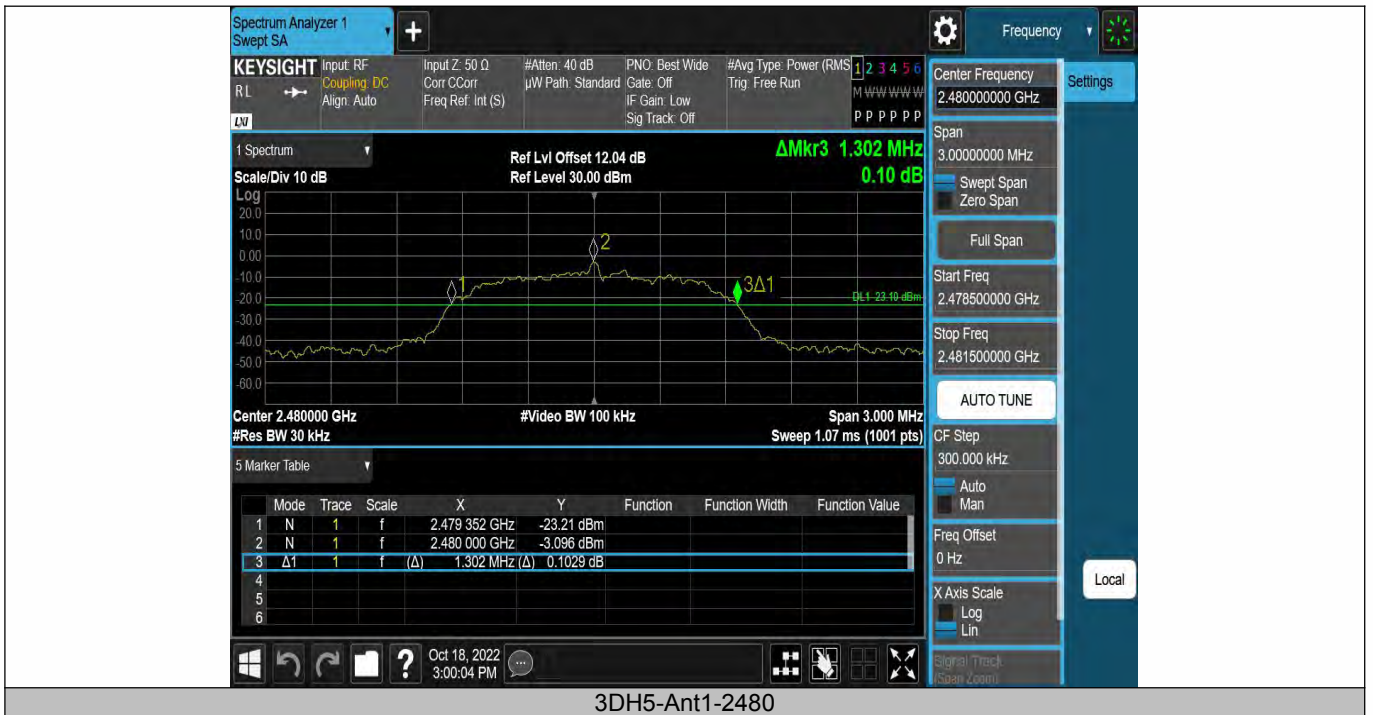 Spectrum Analyzer 1
Swept SA
+
Frequency
KEYSIGHT
RL
LXI
Input: RF
Coupling: DC
Align: Auto
Input Z: 50 Ω
Corr CCorr
Freq Ref: Int (S)
#Atten: 40 dB
µW Path: Standard
PNO: Best Wide
Gate: Off
IF Gain: Low
Sig Track: Off
#Avg Type: Power (RMS
Trig: Free Run
1 2 3 4 5 6
M W W W W W
P P P P P P
1 Spectrum
Scale/Div 10 dB
Ref Lvl Offset 12.04 dB
Ref Level 30.00 dBm
ΔMkr3 1.302 MHz
0.10 dB
Log
20.0
10.0
0.00
-10.0
-20.0
-30.0
-40.0
-50.0
-60.0
2
1
3Δ1
DL1 -23.10 dBm
Center 2.480000 GHz
#Video BW 100 kHz
Span 3.000 MHz
#Res BW 30 kHz
Sweep 1.07 ms (1001 pts)
5 Marker Table
Mode Trace Scale X Y Function Function Width Function Value
1 N 1 f 2.479 352 GHz -23.21 dBm
2 N 1 f 2.480 000 GHz -3.096 dBm
3 Δ1 1 f (Δ) 1.302 MHz (Δ) 0.1029 dB
4
5
6
?
Oct 18, 2022
3:00:04 PM
Center Frequency
2.480000000 GHz
Settings
Span
3.00000000 MHz
Swept Span
Zero Span
Full Span
Start Freq
2.478500000 GHz
Stop Freq
2.481500000 GHz
AUTO TUNE
CF Step
300.000 kHz
Auto
Man
Freq Offset
0 Hz
X Axis Scale
Log
Lin
Signal Track
(Span Zoom)
Local
3DH5-Ant1-2480